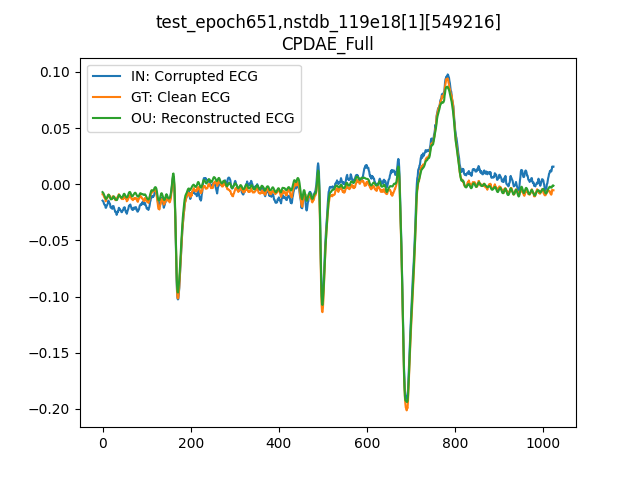 test_epoch651,nstdb_119e18[1][549216]
CPDAE_Full
IN: Corrupted ECG
GT: Clean ECG
OU: Reconstructed ECG
0.10
0.05
0.00
−0.05
−0.10
−0.15
−0.20
0 200 400 600 800 1000